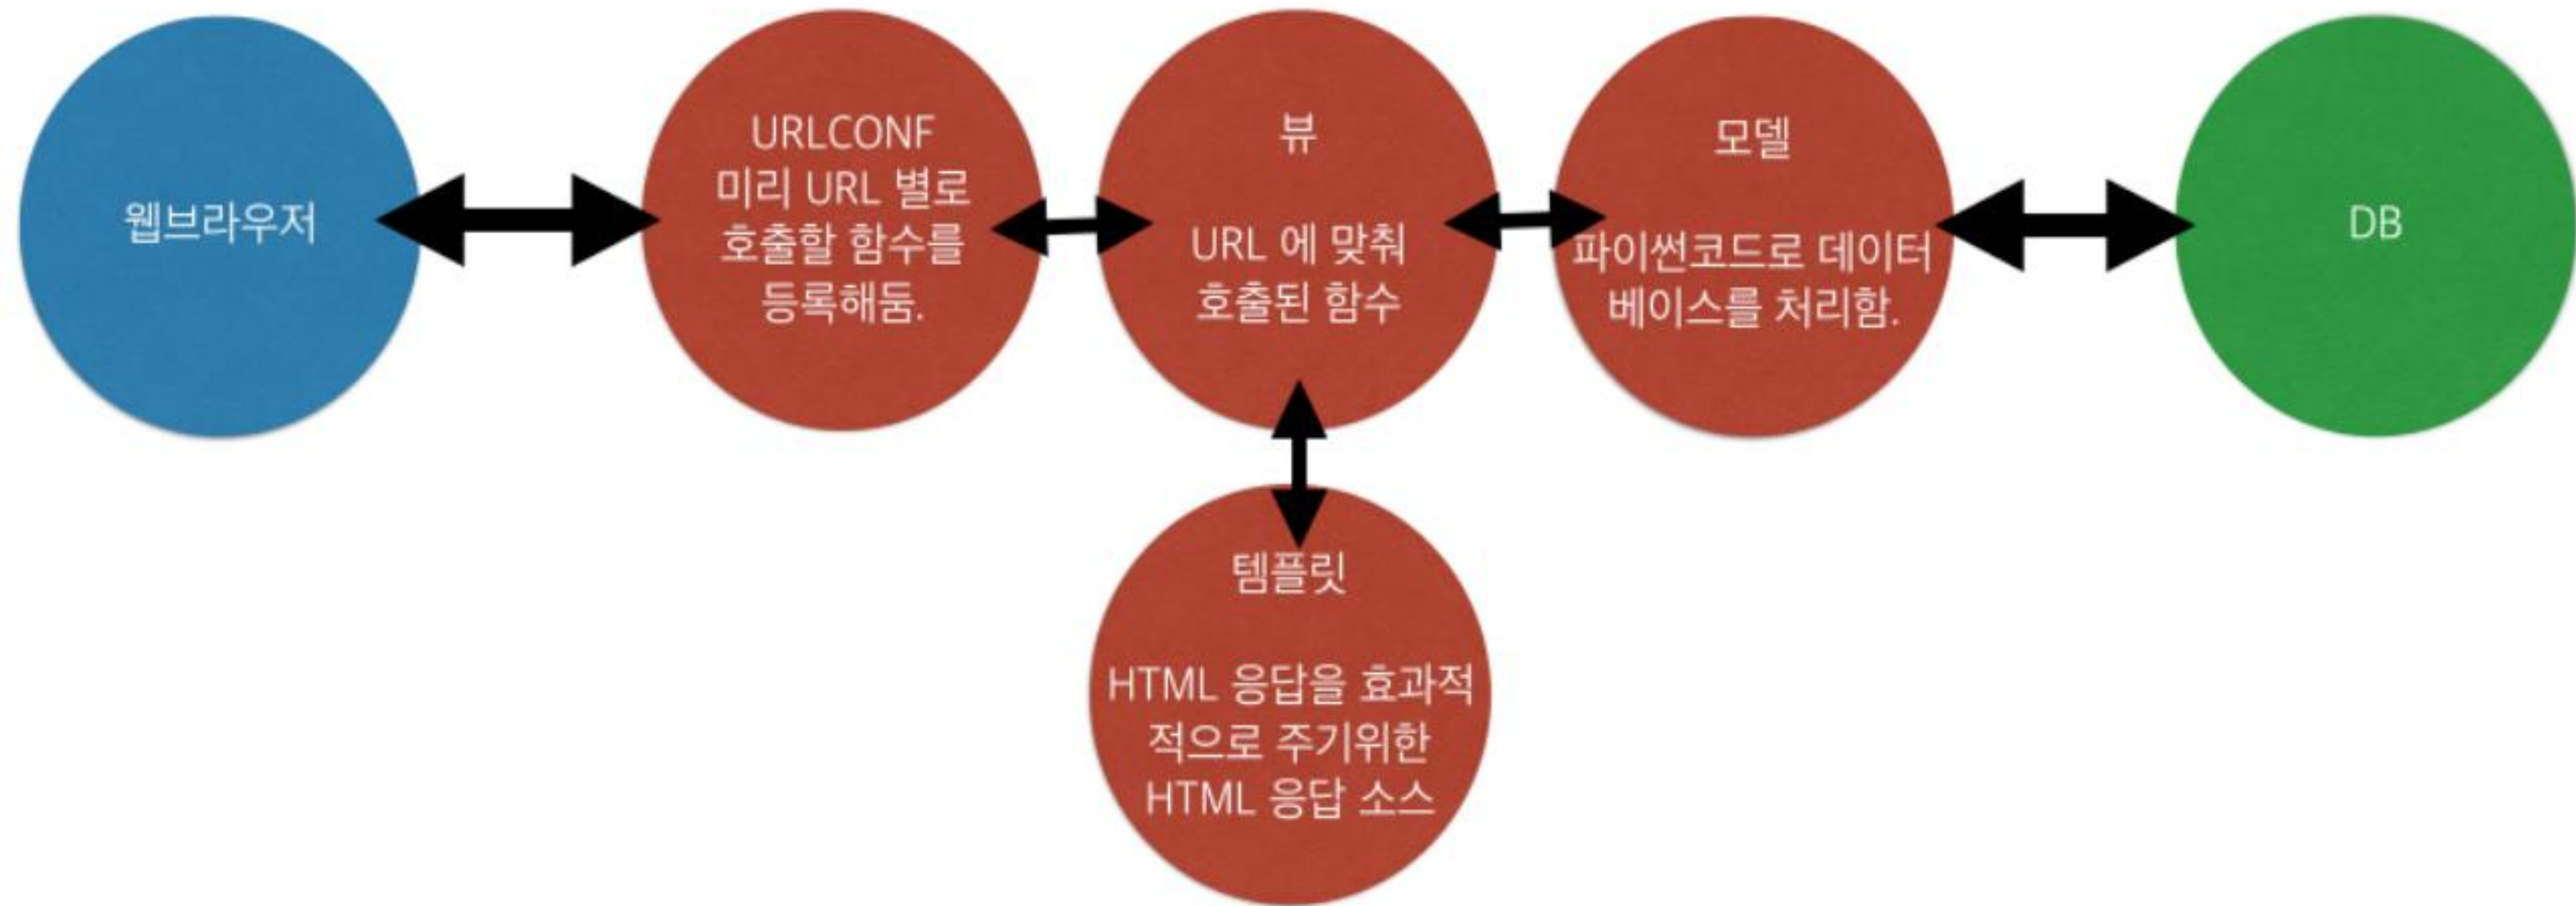 웹브라우저
URLCONF
미리 URL 별로
호출할 함수를
등록해둠.
뷰
URL 에 맞춰
호출된 함수
모델
파이썬코드로 데이터
베이스를 처리함.
DB
템플릿
HTML 응답을 효과적
적으로 주기위한
HTML 응답 소스